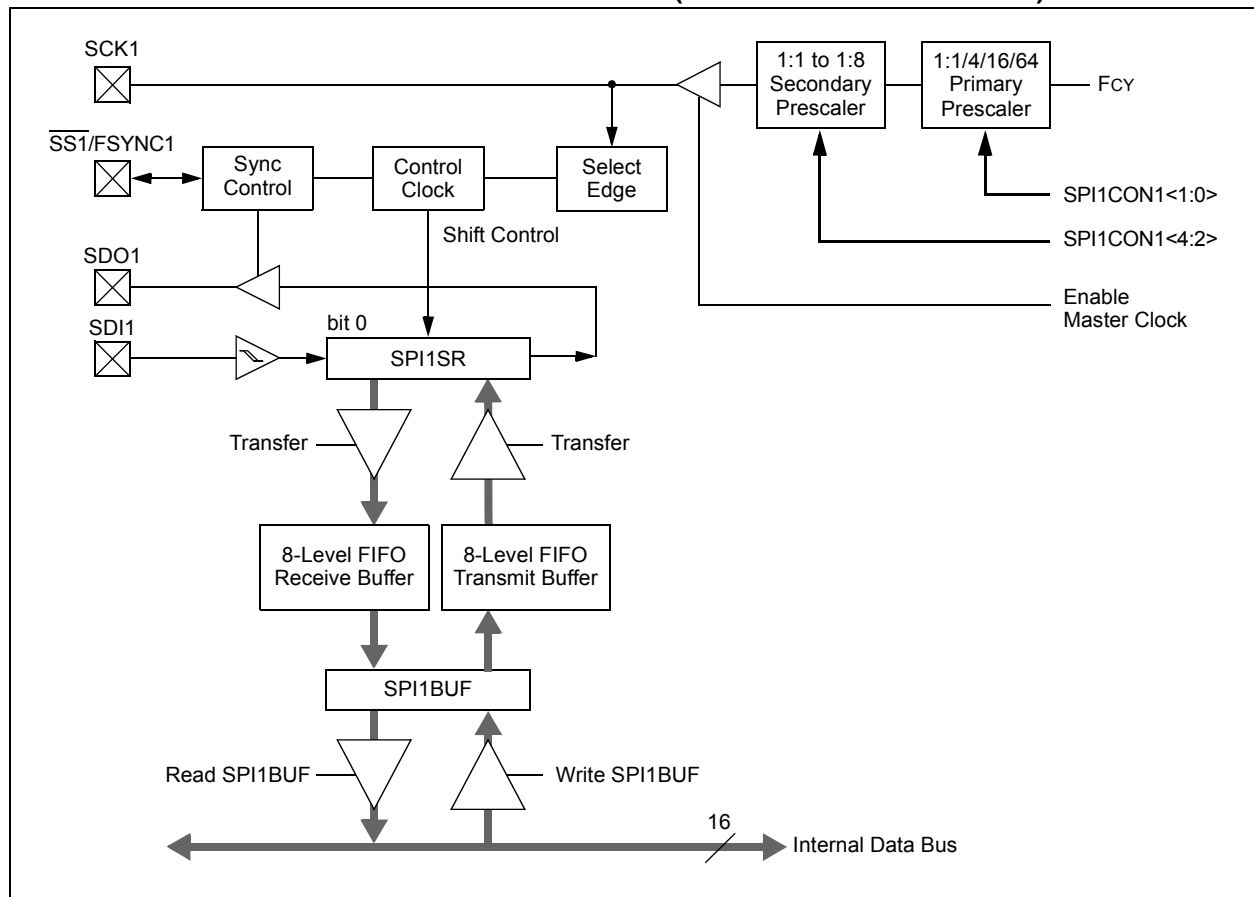 SCK1
1:1 to 1:8
Secondary
Prescaler
1:1/4/16/64
Primary
Prescaler
FCY
SS1/FSYNC1
Sync
Control
Control
Clock
Select
Edge
SPI1CON1<1:0>
Shift Control
SPI1CON1<4:2>
SDO1
Enable
Master Clock
SDI1
bit 0
SPI1SR
Transfer
Transfer
8-Level FIFO
Receive Buffer
8-Level FIFO
Transmit Buffer
SPI1BUF
Read SPI1BUF
Write SPI1BUF
16
Internal Data Bus